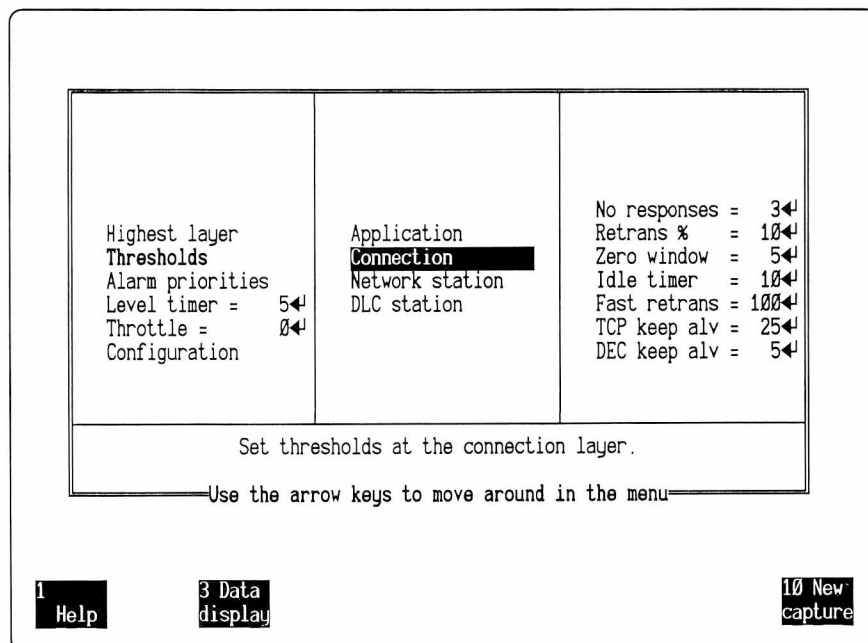 Highest layer
Thresholds
Alarm priorities
Level timer = 5↵
Throttle = 0↵
Configuration
Application
Connection
Network station
DLC station
No responses = 3↵
Retrans % = 10↵
Zero window = 5↵
Idle timer = 10↵
Fast retrans = 100↵
TCP keep alv = 25↵
DEC keep alv = 5↵
Set thresholds at the connection layer.
Use the arrow keys to move around in the menu
1
Help
3 Data
display
10 New
capture